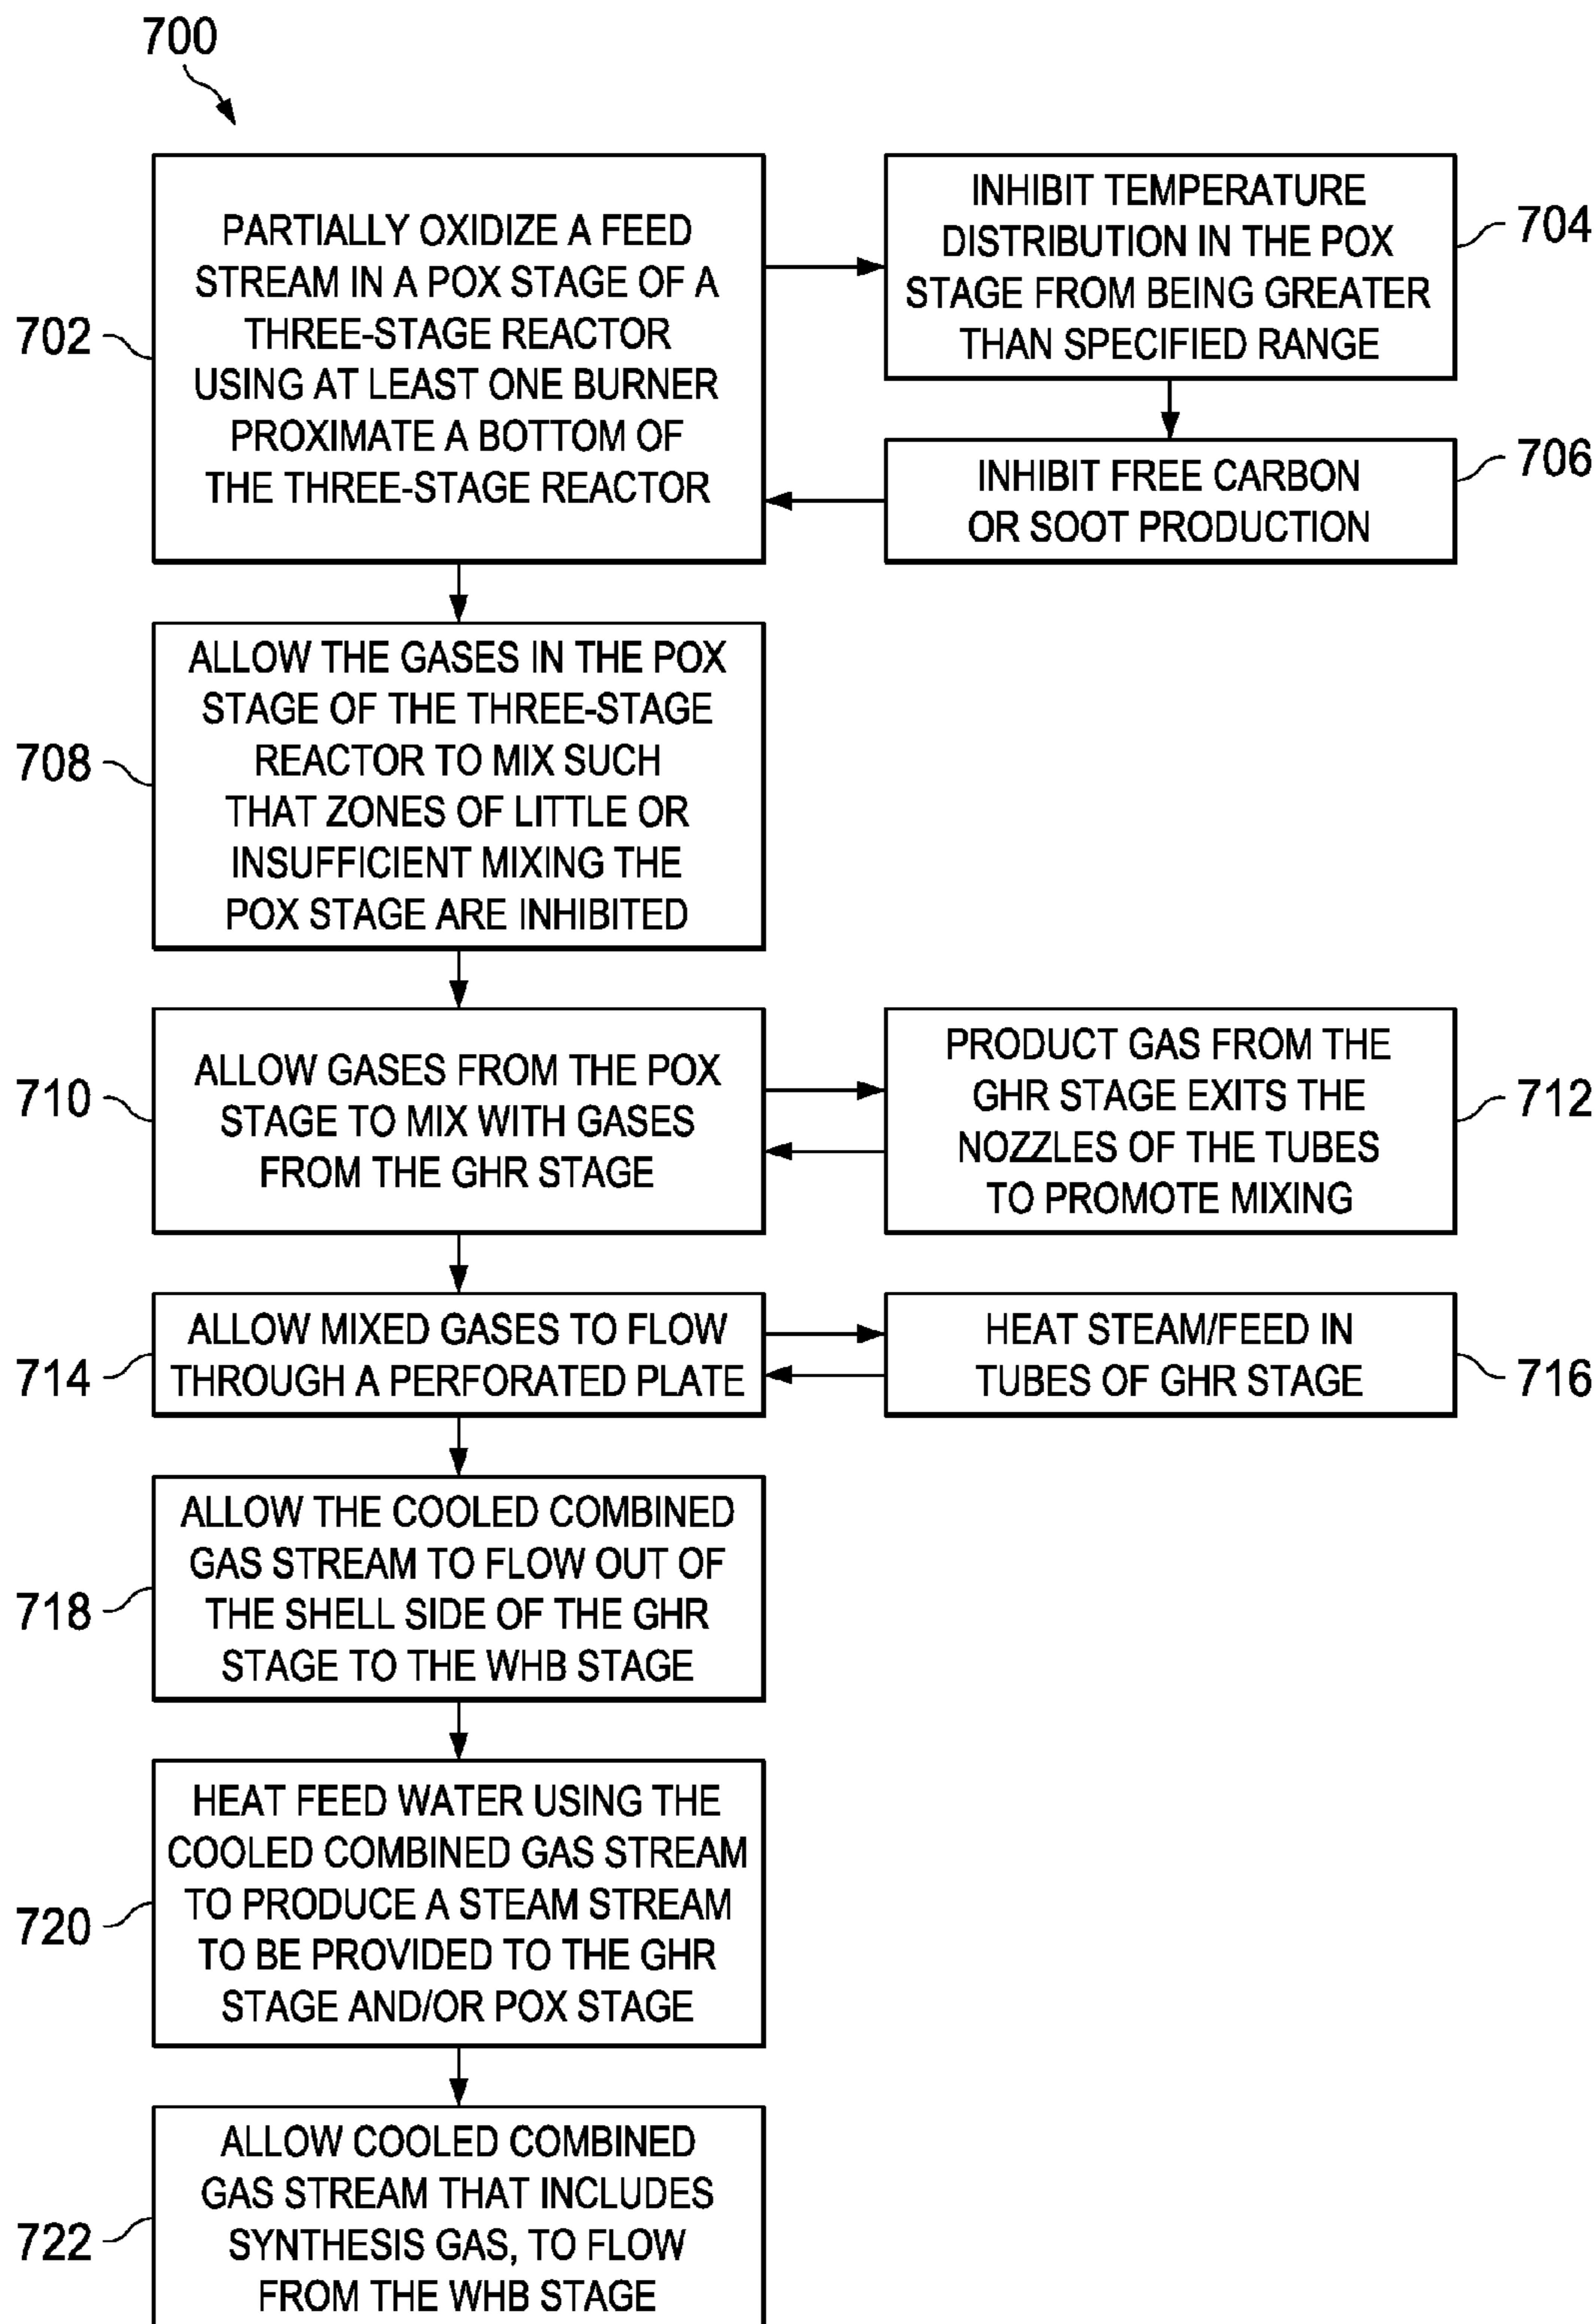 700
702
PARTIALLY OXIDIZE A FEED
STREAM IN A POX STAGE OF A
THREE-STAGE REACTOR
USING AT LEAST ONE BURNER
PROXIMATE A BOTTOM OF
THE THREE-STAGE REACTOR
INHIBIT TEMPERATURE
DISTRIBUTION IN THE POX
STAGE FROM BEING GREATER
THAN SPECIFIED RANGE
704
INHIBIT FREE CARBON
OR SOOT PRODUCTION
706
708
ALLOW THE GASES IN THE POX
STAGE OF THE THREE-STAGE
REACTOR TO MIX SUCH
THAT ZONES OF LITTLE OR
INSUFFICIENT MIXING THE
POX STAGE ARE INHIBITED
710
ALLOW GASES FROM THE POX
STAGE TO MIX WITH GASES
FROM THE GHR STAGE
PRODUCT GAS FROM THE
GHR STAGE EXITS THE
NOZZLES OF THE TUBES
TO PROMOTE MIXING
712
714
ALLOW MIXED GASES TO FLOW
THROUGH A PERFORATED PLATE
HEAT STEAM/FEED IN
TUBES OF GHR STAGE
716
718
ALLOW THE COOLED COMBINED
GAS STREAM TO FLOW OUT OF
THE SHELL SIDE OF THE GHR
STAGE TO THE WHB STAGE
720
HEAT FEED WATER USING THE
COOLED COMBINED GAS STREAM
TO PRODUCE A STEAM STREAM
TO BE PROVIDED TO THE GHR
STAGE AND/OR POX STAGE
722
ALLOW COOLED COMBINED
GAS STREAM THAT INCLUDES
SYNTHESIS GAS, TO FLOW
FROM THE WHB STAGE